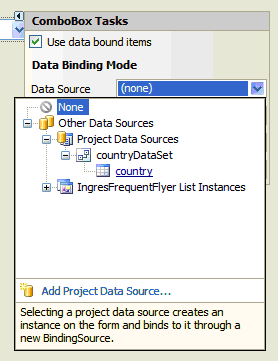 ComboBox Tasks
Use data bound items
Data Binding Mode
Data Source (none)
None
Other Data Sources
Project Data Sources
countryDataSet
country
IngresFrequentFlyer List Instances
Add Project Data Source...
Selecting a project data source creates an
instance on the form and binds to it through a
new BindingSource.